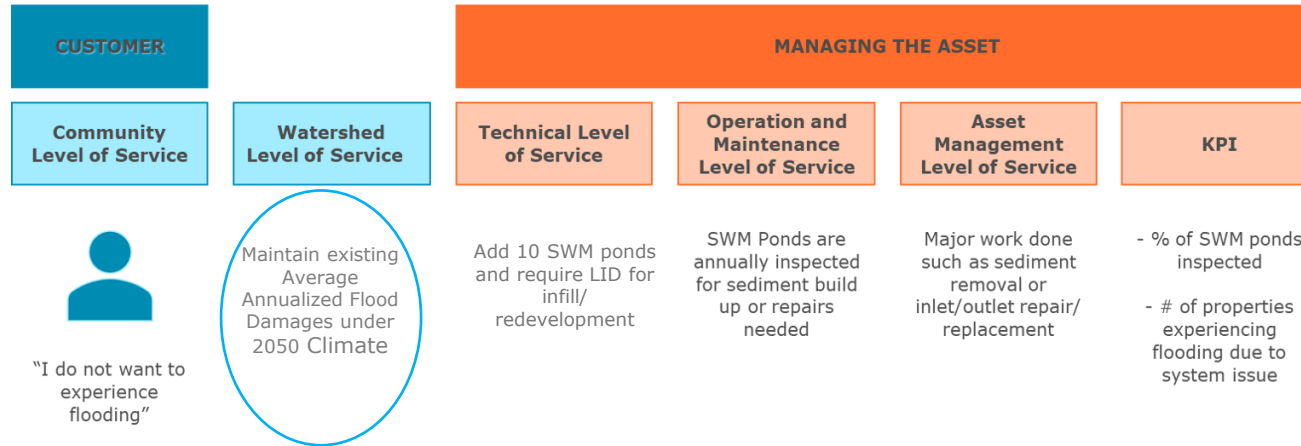 CUSTOMER
MANAGING THE ASSET
Community
Level of Service
Watershed
Level of Service
Technical Level
of Service
Operation and
Maintenance
Level of Service
Asset
Management
Level of Service
KPI
"I do not want to
experience
flooding"
Maintain existing
Average
Annualized Flood
Damages under
2050 Climate
Add 10 SWM ponds
and require LID for
infill/
redevelopment
SWM Ponds are
annually inspected
for sediment build
up or repairs
needed
Major work done
such as sediment
removal or
inlet/outlet repair/
replacement
- % of SWM ponds
inspected
- # of properties
experiencing
flooding due to
system issue